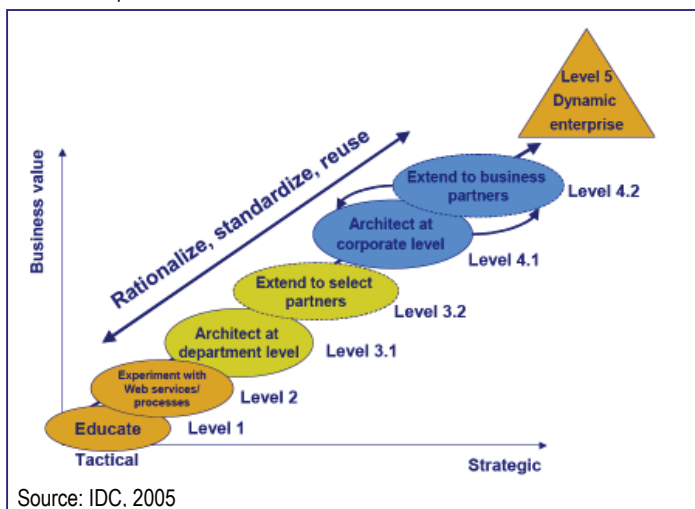 Level 5
Dynamic
enterprise
Rationalize, standardize, reuse
Business value
Extend to business
partners
Level 4.2
Architect at
corporate level
Level 4.1
Extend to select
partners
Level 3.2
Architect at
department level
Level 3.1
Experiment with
Web services/
processes
Level 2
Educate
Level 1
Tactical
Strategic
Source: IDC, 2005